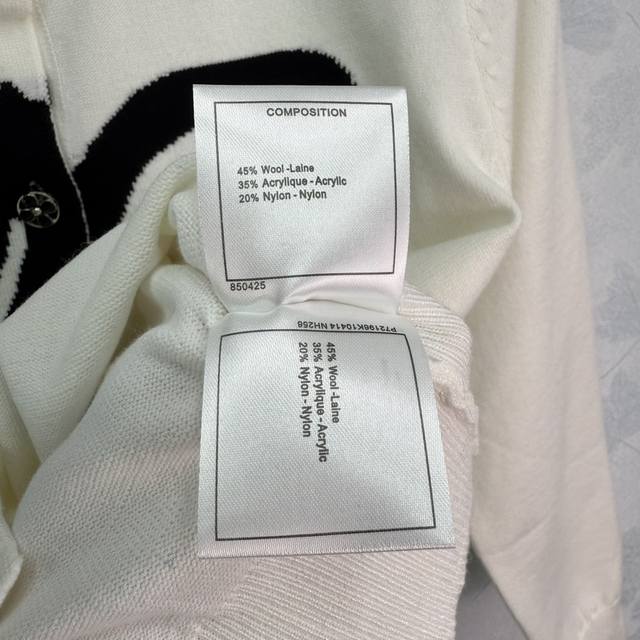 COMPOSITION
45% Wool -Laine
35% Acrylique - Acrylic
20% Nylon - Nylon
850425
P72196K10414 NH258
45% Wool -Laine
35% Acrylique - Acrylic
20% Nylon - Nylon